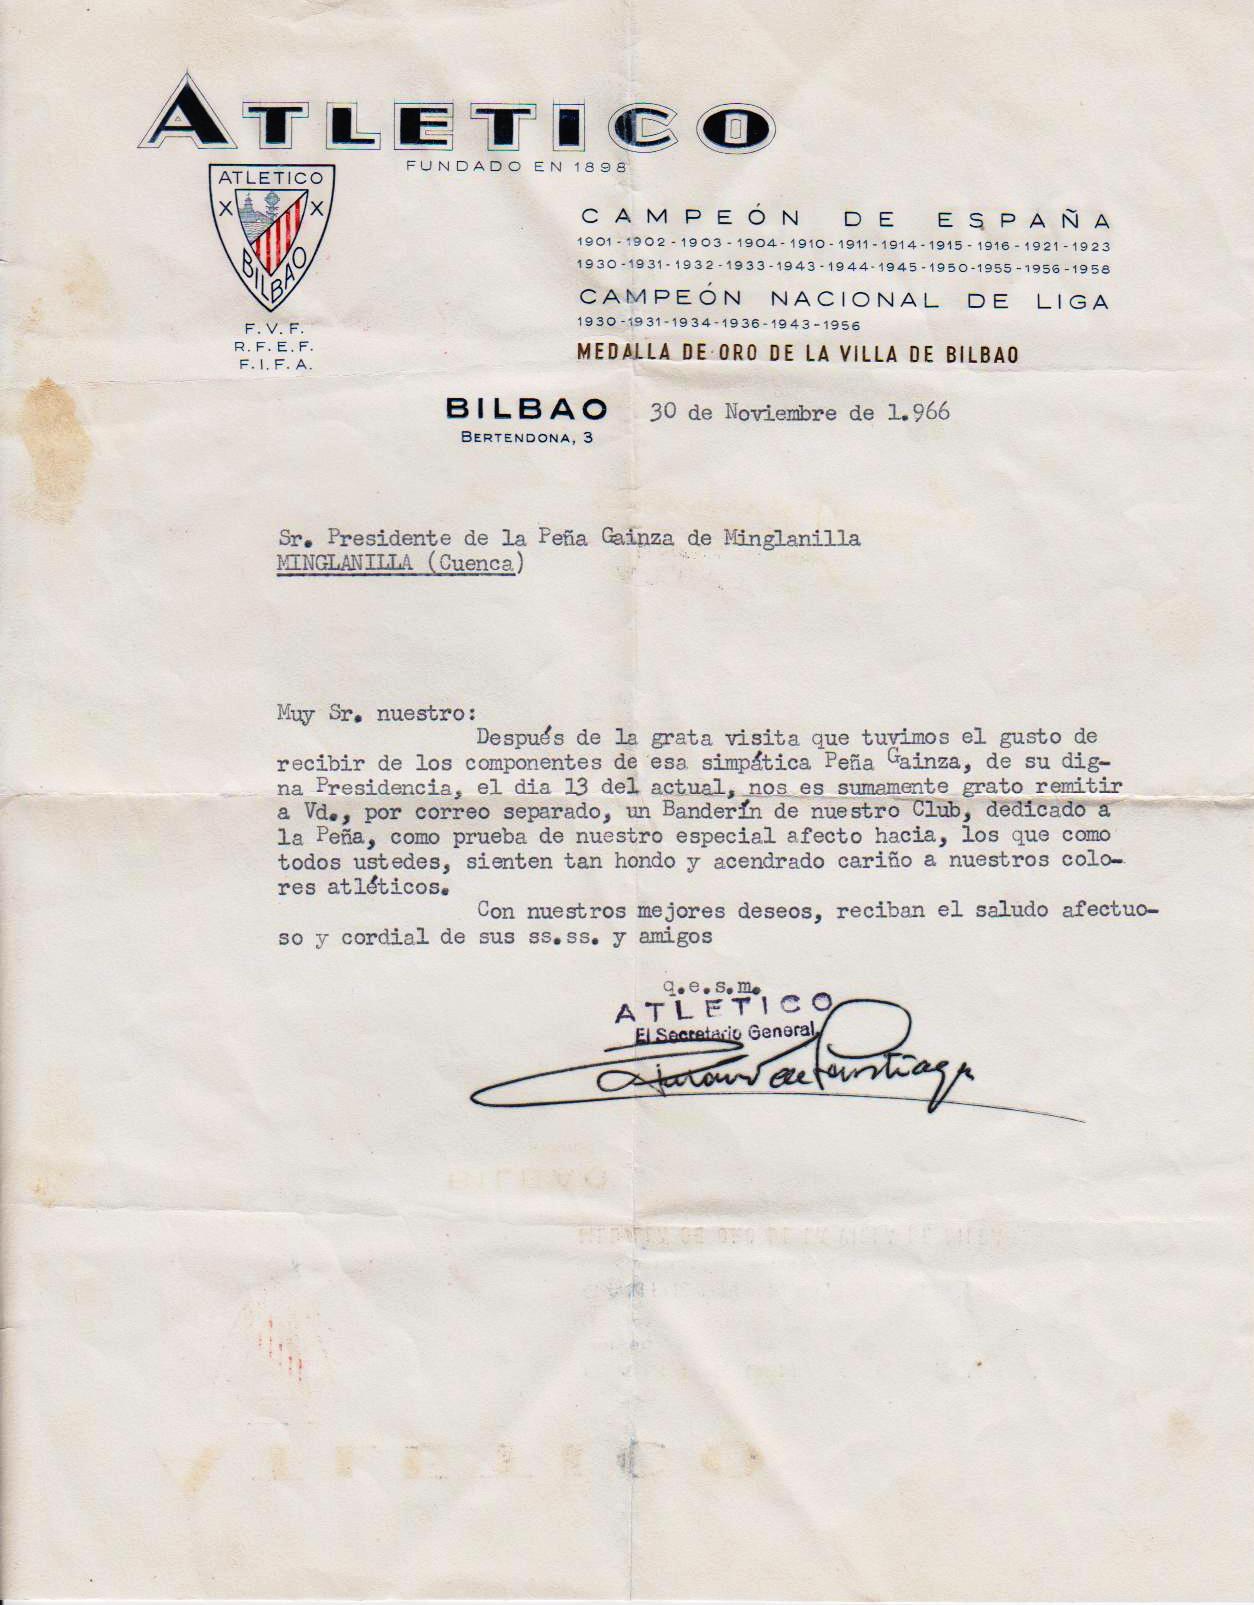 ATLETICO
FUNDADO EN 1898
ATLETICO
X X
BILBAO
F.V.F.
R.F.E.F.
F.I.F.A.
CAMPEÓN DE ESPAÑA
1901-1902-1903-1904-1910-1911-1914-1915-1916-1921-1923
1930-1931-1932-1933-1943-1944-1945-1950-1955-1956-1958
CAMPEÓN NACIONAL DE LIGA
1930-1931-1934-1936-1943-1956
MEDALLA DE ORO DE LA VILLA DE BILBAO
BILBAO 30 de Noviembre de 1.966
BERTENDONA, 3
Sr. Presidente de la Peña Gainza de Minglanilla
MINGLANILLA (Cuenca)
Muy Sr. nuestro:
Después de la grata visita que tuvimos el gusto de
recibir de los componentes de esa simpática Peña Gainza, de su dig-
na Presidencia, el dia 13 del actual, nos es sumamente grato remitir
a Vd., por correo separado, un Banderín de nuestro Club, dedicado a
la Peña, como prueba de nuestro especial afecto hacia, los que como
todos ustedes, sienten tan hondo y acendrado cariño a nuestros colo-
res atléticos.
Con nuestros mejores deseos, reciban el saludo afectuo-
so y cordial de sus ss.ss. y amigos
q.e.s.m.
ATLETICO
El Secretario General,